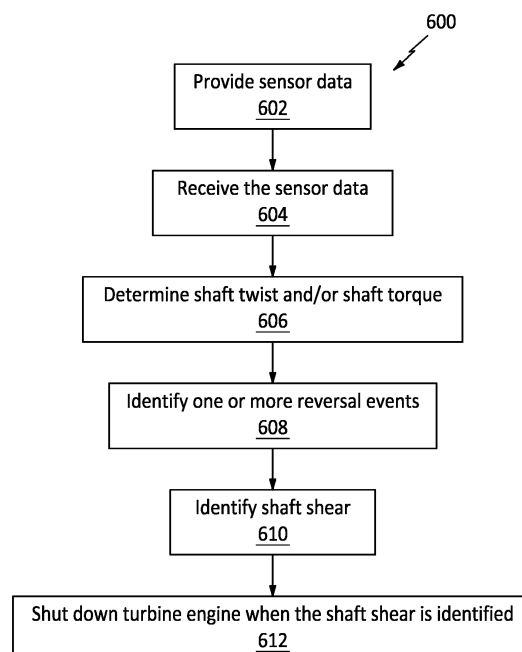 600
Provide sensor data
602
Receive the sensor data
604
Determine shaft twist and/or shaft torque
606
Identify one or more reversal events
608
Identify shaft shear
610
Shut down turbine engine when the shaft shear is identified
612